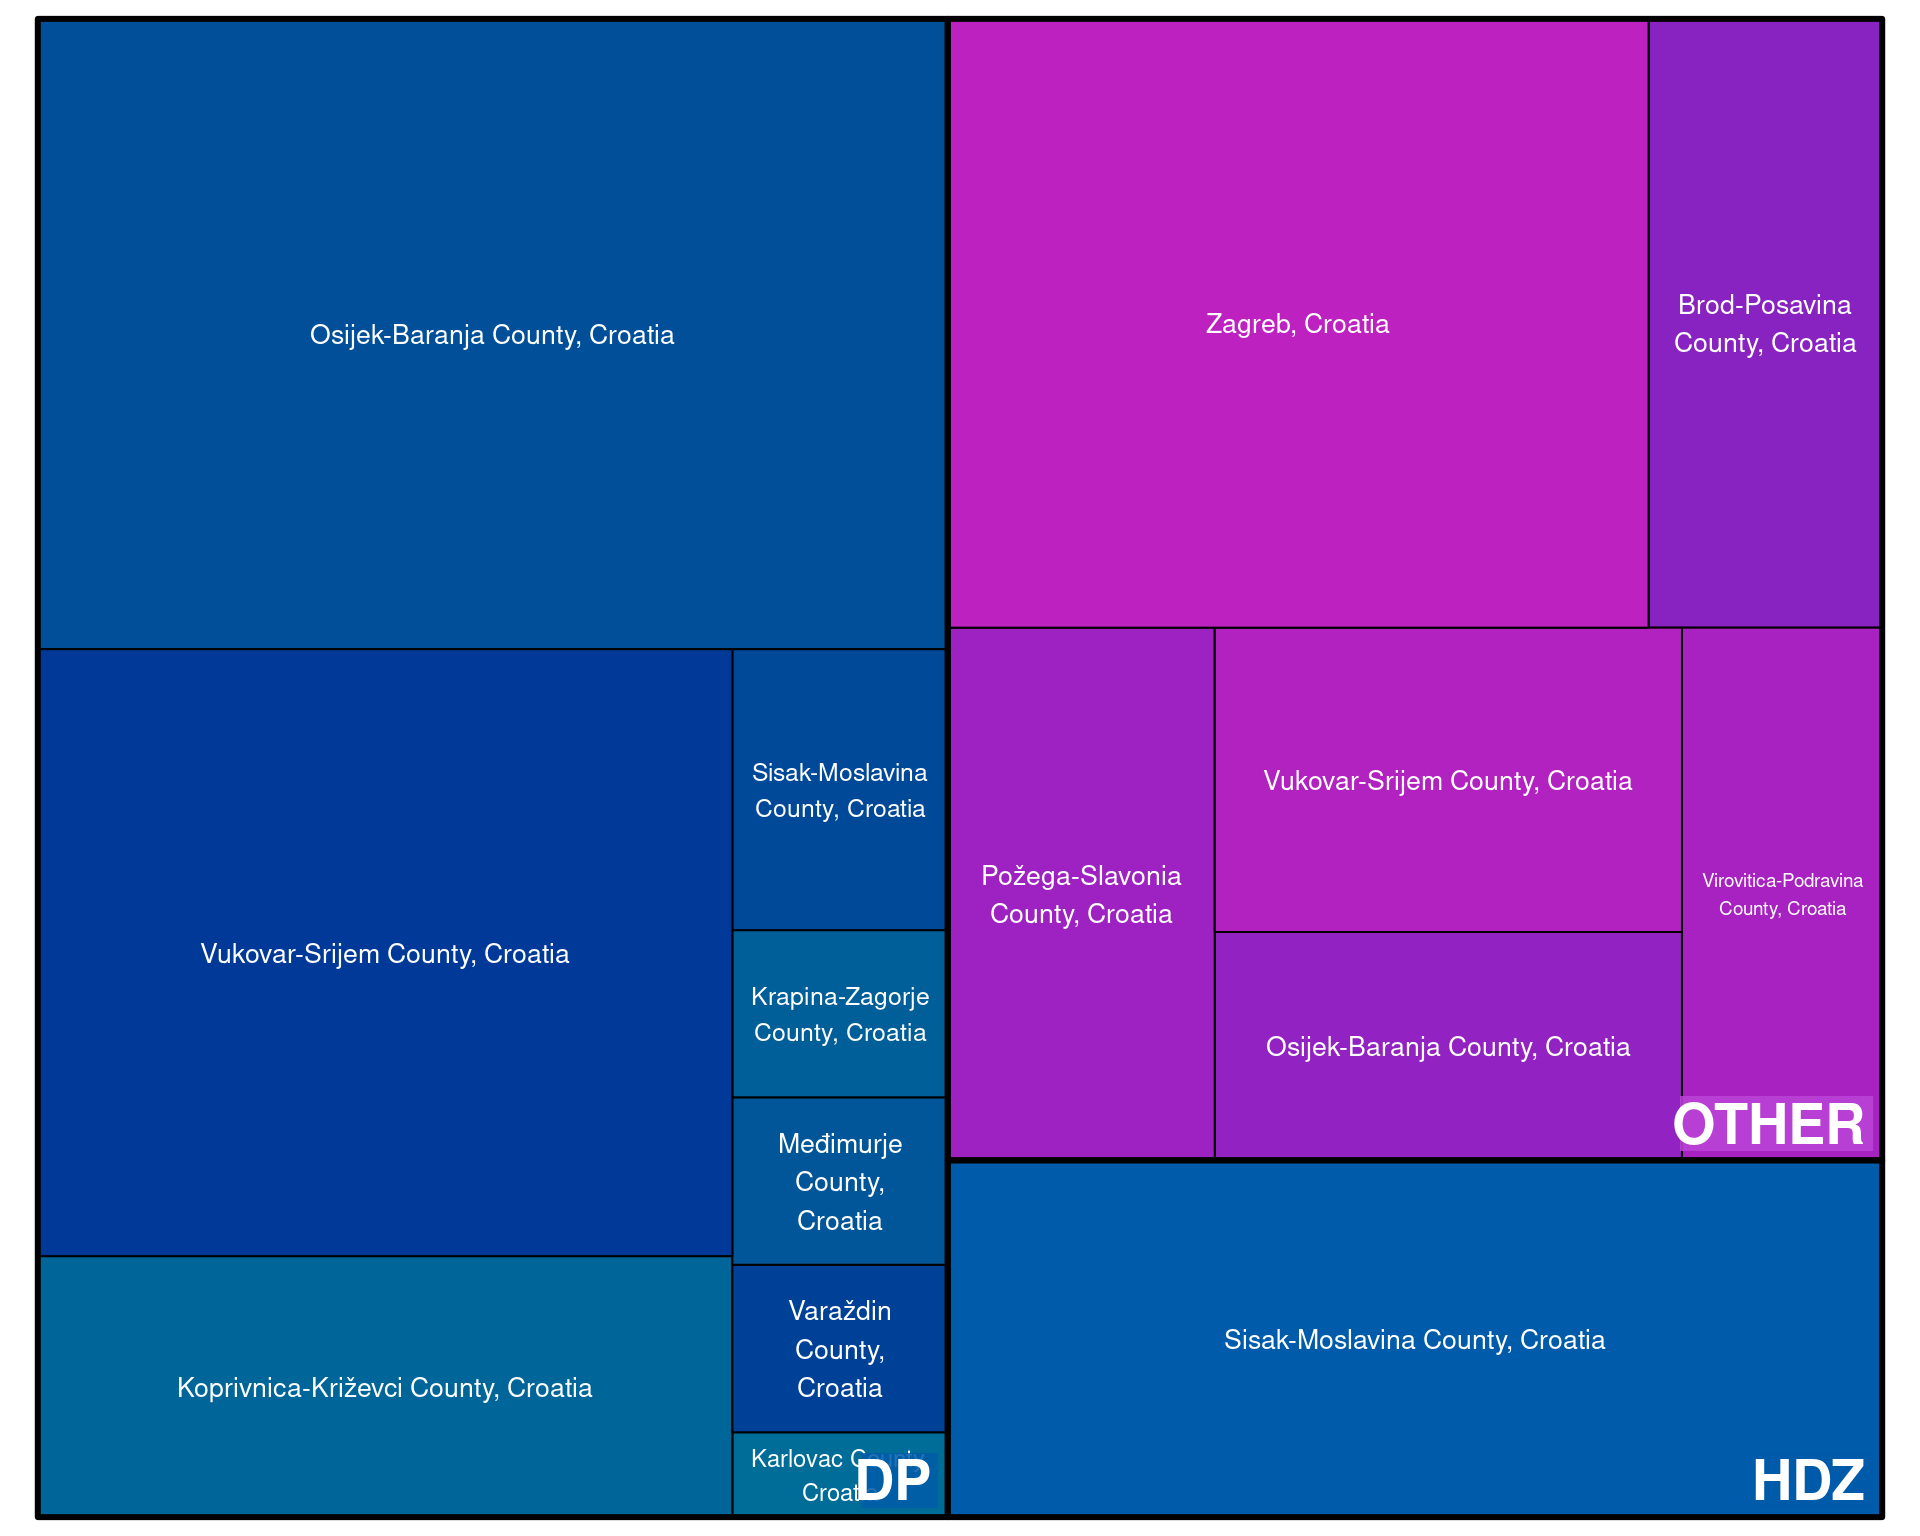 Osijek-Baranja County, Croatia
Vukovar-Srijem County, Croatia
Sisak-Moslavina
County, Croatia
Krapina-Zagorje
County, Croatia
Međimurje
County,
Croatia
Varaždin
County,
Croatia
Koprivnica-Križevci County, Croatia
Karlovac County,
Croatia
DP
Zagreb, Croatia
Brod-Posavina
County, Croatia
Požega-Slavonia
County, Croatia
Vukovar-Srijem County, Croatia
Osijek-Baranja County, Croatia
Virovitica-Podravina
County, Croatia
OTHER
Sisak-Moslavina County, Croatia
HDZ